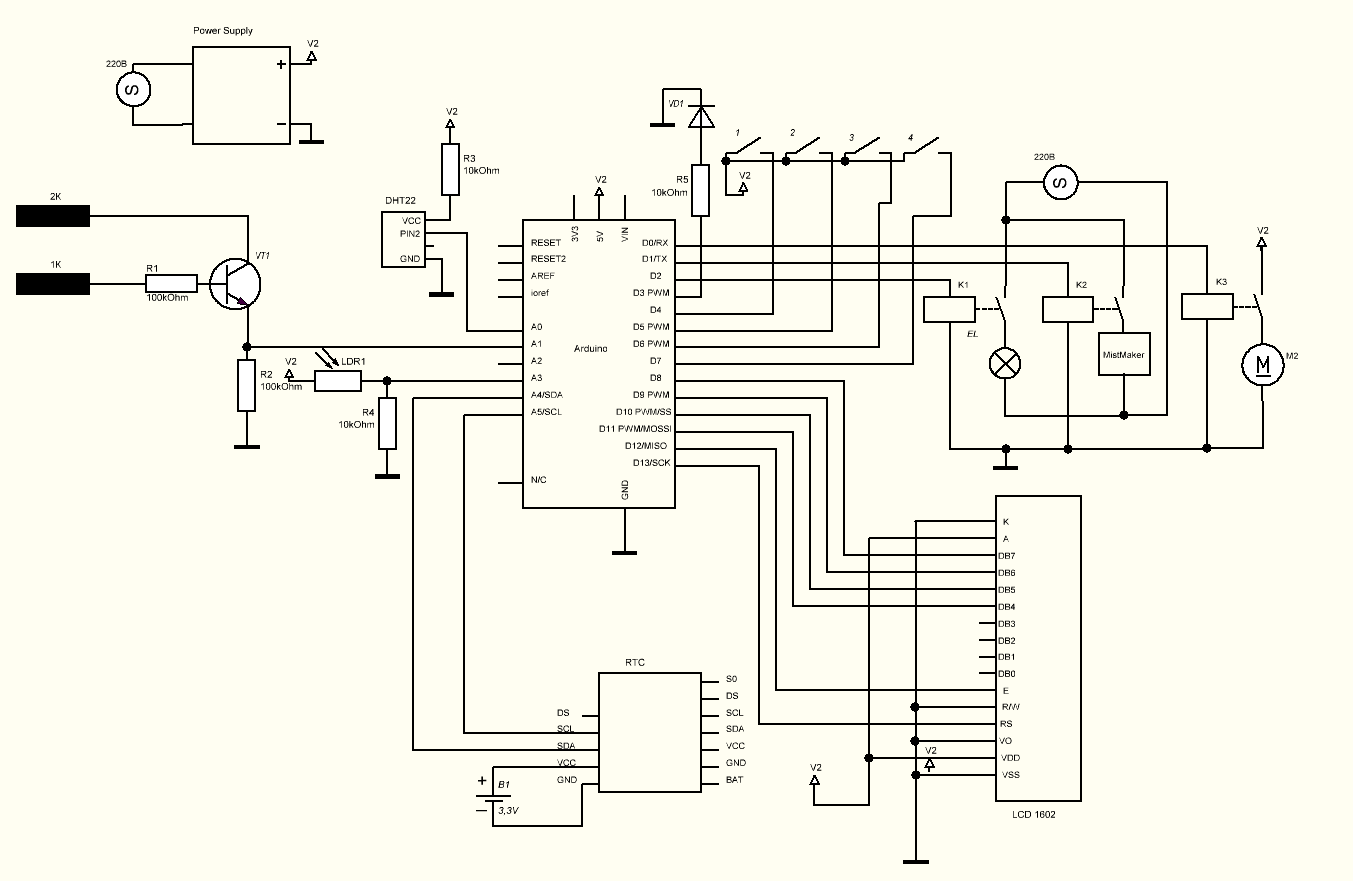 Power Supply
V2
220В
S
+
−
V2
R3
10kOhm
DHT22
VCC
PIN2
GND
2K
1K
R1
100kOhm
VT1
R2
100kOhm
V2
LDR1
R4
10kOhm
VD1
R5
10kOhm
1
2
3
4
V2
V2
3V3
5V
VIN
RESET
RESET2
AREF
ioref
A0
A1
A2
A3
A4/SDA
A5/SCL
N/C
Arduino
D0/RX
D1/TX
D2
D3 PWM
D4
D5 PWM
D6 PWM
D7
D8
D9 PWM
D10 PWM/SS
D11 PWM/MOSSI
D12/MISO
D13/SCK
GND
220В
S
K1
EL
K2
MistMaker
K3
V2
M
M2
RTC
DS
SCL
SDA
VCC
GND
S0
DS
SCL
SDA
VCC
GND
BAT
+
B1
−
3,3V
K
A
DB7
DB6
DB5
DB4
DB3
DB2
DB1
DB0
E
R/W
RS
VO
VDD
VSS
V2
V2
LCD 1602